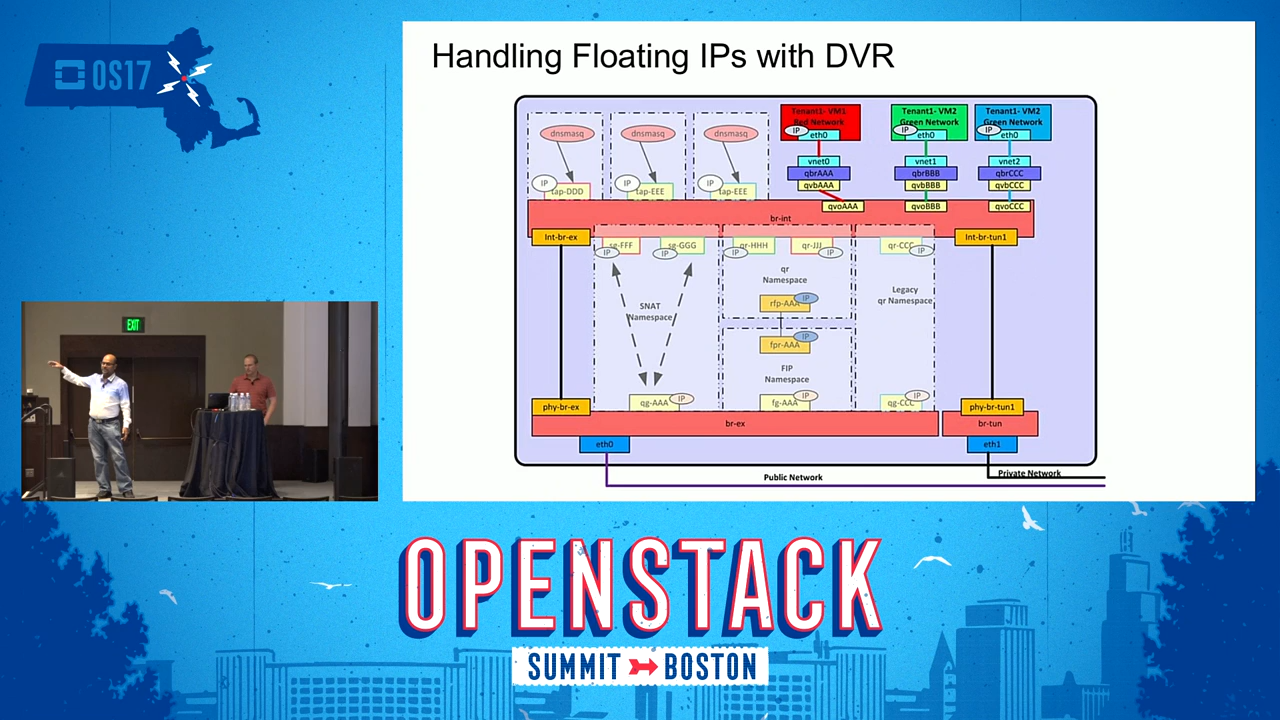 OS17
Handling Floating IPs with DVR
Tenant1- VM1
Red Network
Tenant1- VM2
Green Network
Tenant1- VM2
Green Network
IP
eth0
IP
eth0
IP
eth0
dnsmasq
dnsmasq
dnsmasq
vnet0
vnet1
vnet2
qbrAAA
qbrBBB
qbrCCC
IP
tap-DDD
IP
tap-EEE
IP
tap-EEE
qvbAAA
qvbBBB
qvbCCC
qvoAAA
qvoBBB
qvoCCC
br-int
Int-br-ex
Int-br-tun1
sg-FFF
IP
sg-GGG
IP
qr-HHH
IP
qr-JJJ
IP
qr-CCC
IP
qr
Namespace
Legacy
qr Namespace
SNAT
Namespace
rfp-AAA
IP
fpr-AAA
IP
FIP
Namespace
qg-AAA
IP
fg-AAA
IP
qg-CCC
IP
phy-br-ex
phy-br-tun1
br-ex
br-tun
eth0
eth1
Public Network
Private Network
EXIT
OPENSTACK
SUMMIT BOSTON